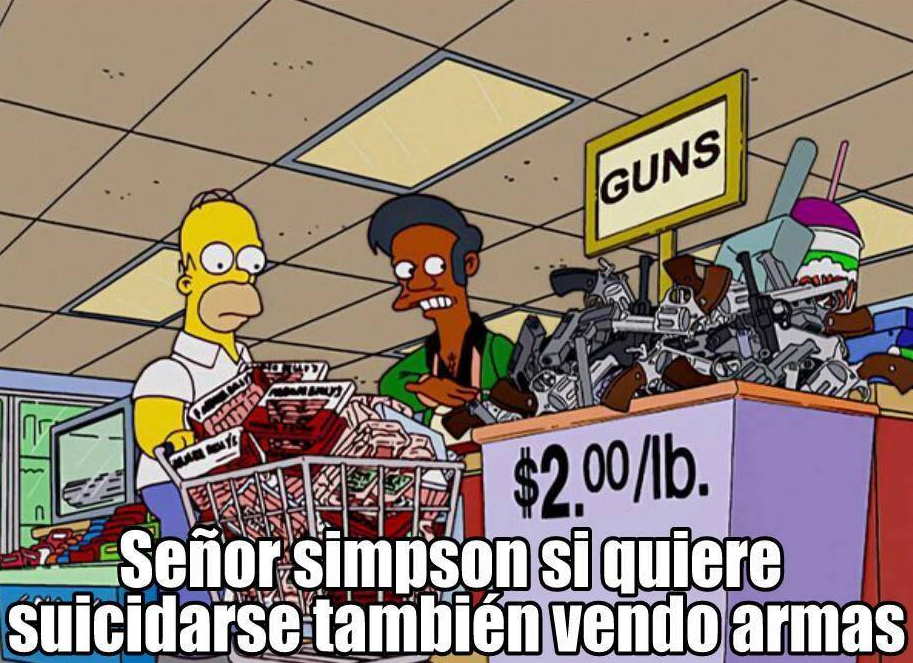 GUNS
$2.00/lb.
Señor simpson si quiere
suicidarse también vendo armas